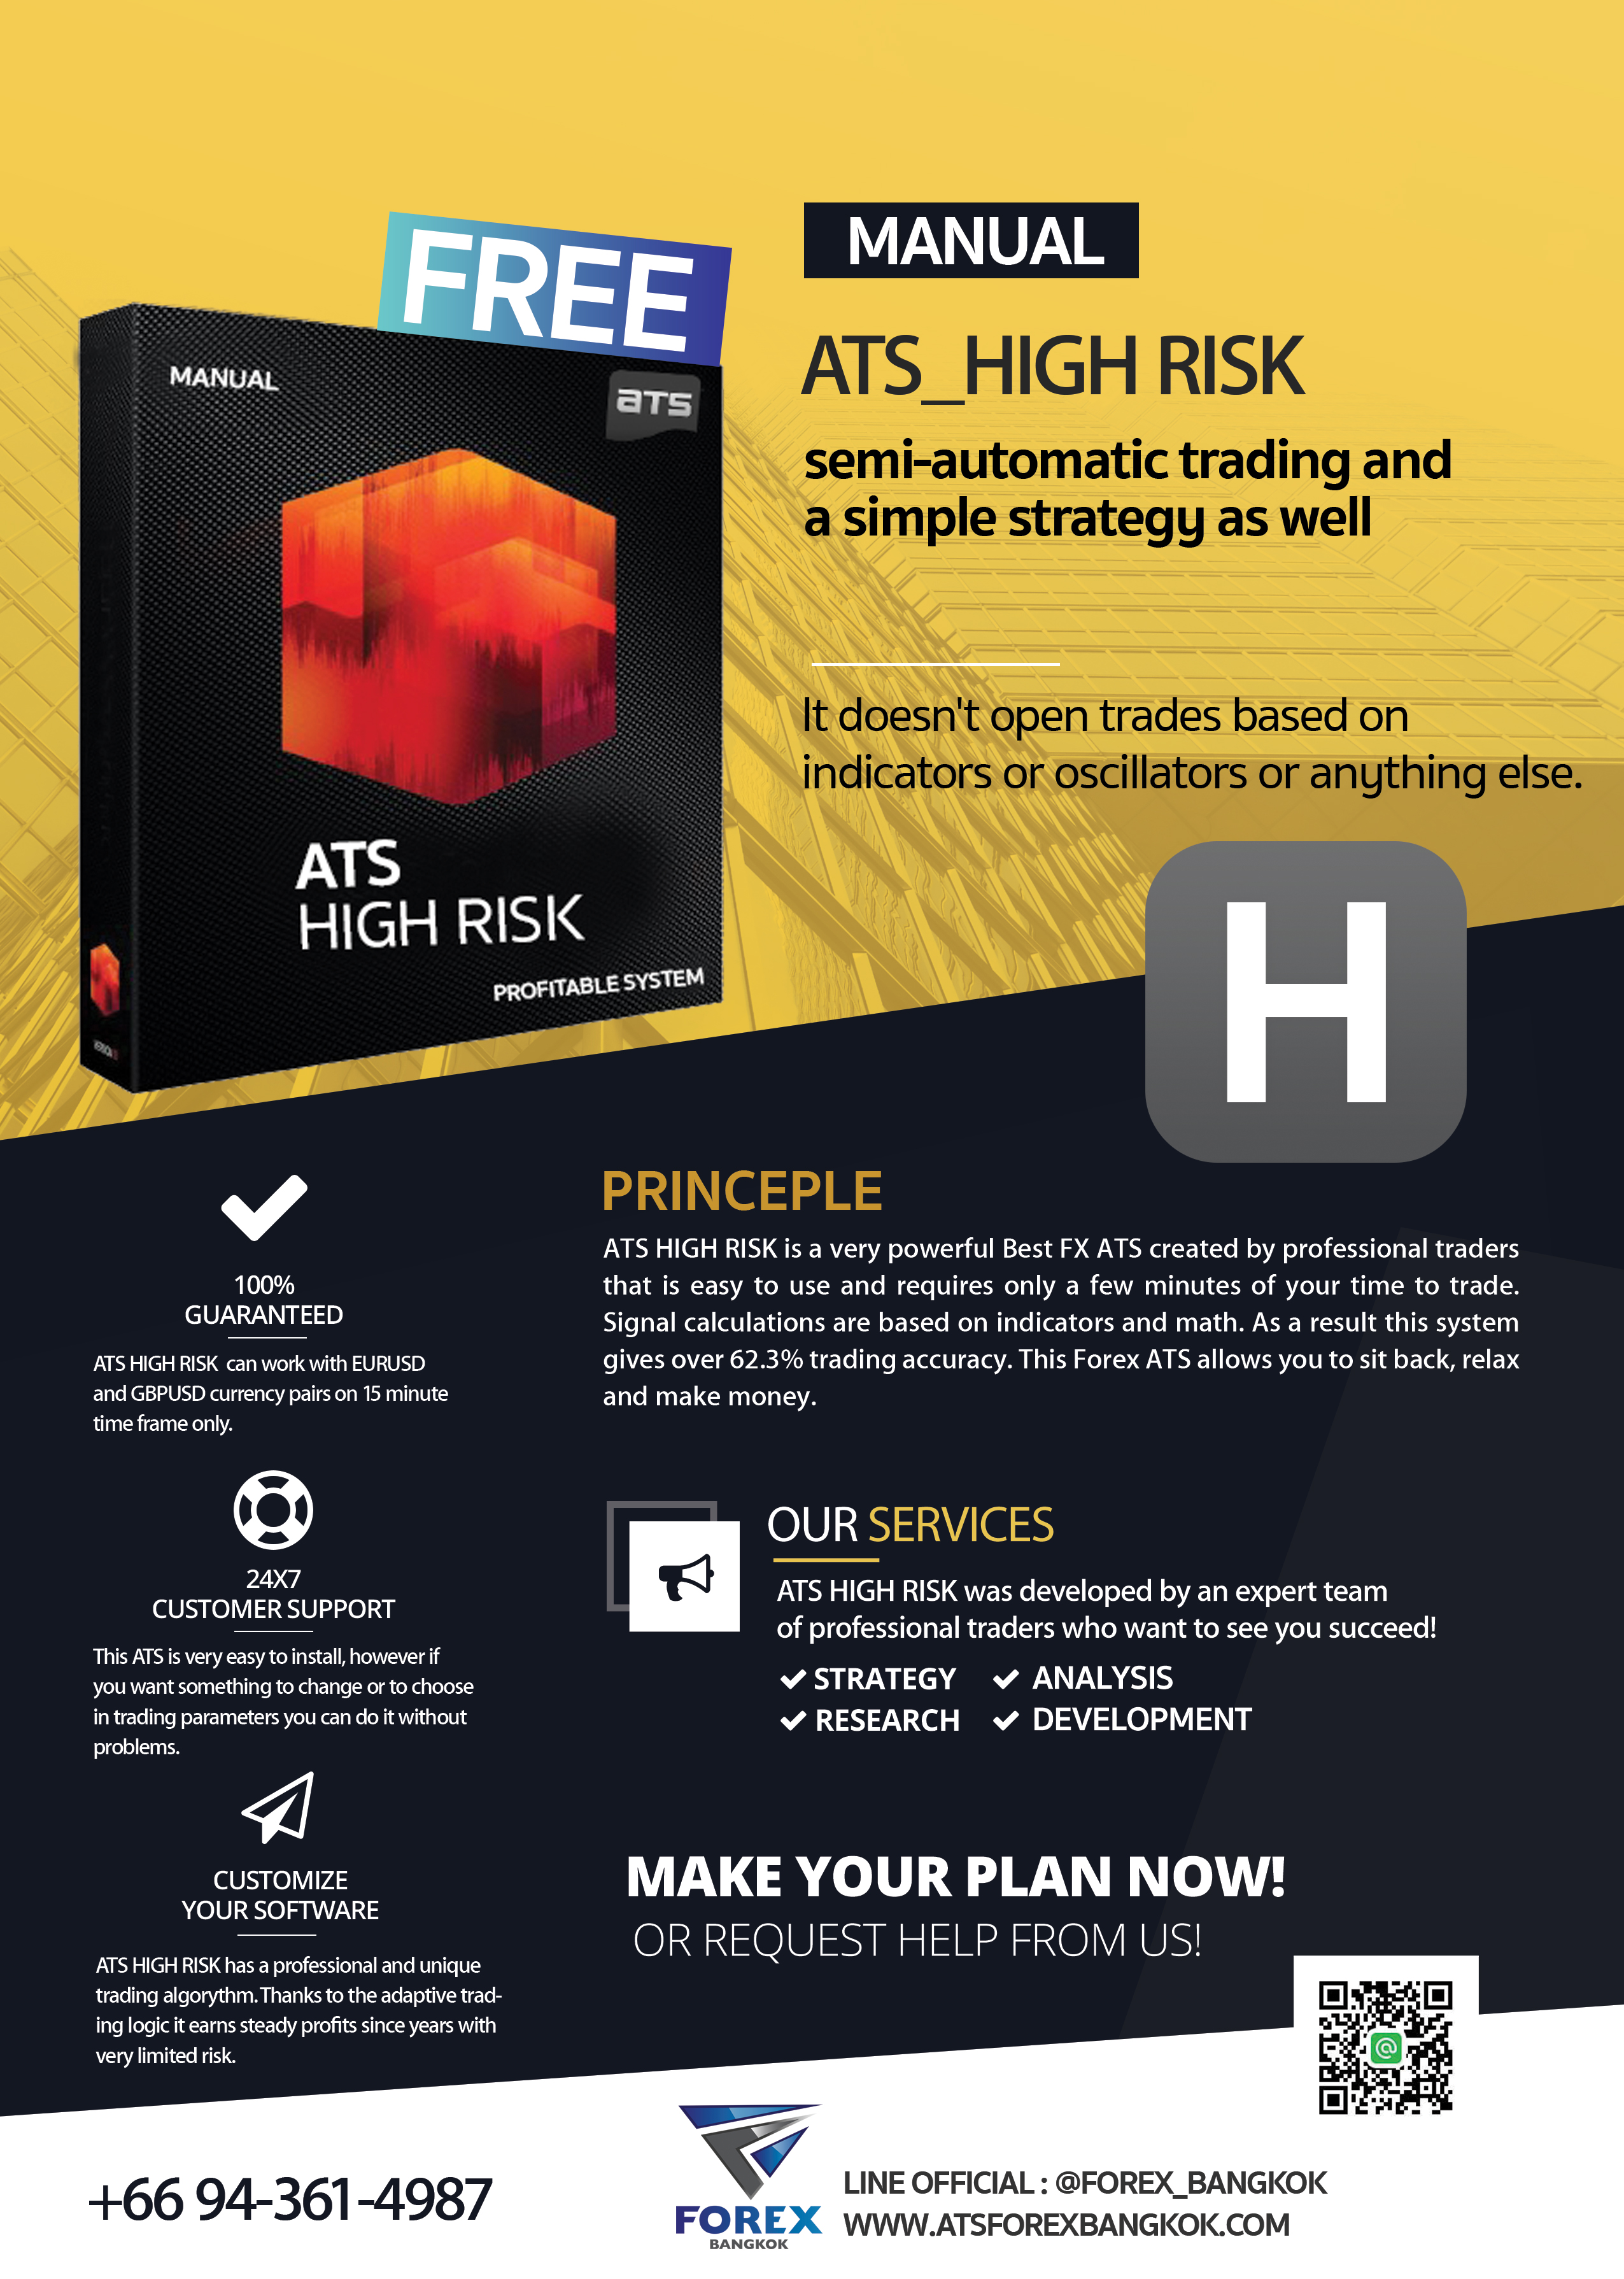 FREE
MANUAL
MANUAL
ATS
ATS_HIGH RISK
semi-automatic trading and
a simple strategy as well
It doesn't open trades based on
indicators or oscillators or anything else.
ATS
HIGH RISK
PROFITABLE SYSTEM
H
100%
GUARANTEED
ATS HIGH RISK can work with EURUSD
and GBPUSD currency pairs on 15 minute
time frame only.
24X7
CUSTOMER SUPPORT
This ATS is very easy to install, however if
you want something to change or to choose
in trading parameters you can do it without
problems.
CUSTOMIZE
YOUR SOFTWARE
ATS HIGH RISK has a professional and unique
trading algorythm. Thanks to the adaptive trad-
ing logic it earns steady profits since years with
very limited risk.
PRINCEPLE
ATS HIGH RISK is a very powerful Best FX ATS created by professional traders
that is easy to use and requires only a few minutes of your time to trade.
Signal calculations are based on indicators and math. As a result this system
gives over 62.3% trading accuracy. This Forex ATS allows you to sit back, relax
and make money.
OUR SERVICES
ATS HIGH RISK was developed by an expert team
of professional traders who want to see you succeed!
STRATEGY ANALYSIS
RESEARCH DEVELOPMENT
MAKE YOUR PLAN NOW!
OR REQUEST HELP FROM US!
+66 94-361-4987
FOREX
BANGKOK
LINE OFFICIAL : @FOREX_BANGKOK
WWW.ATSFOREXBANGKOK.COM